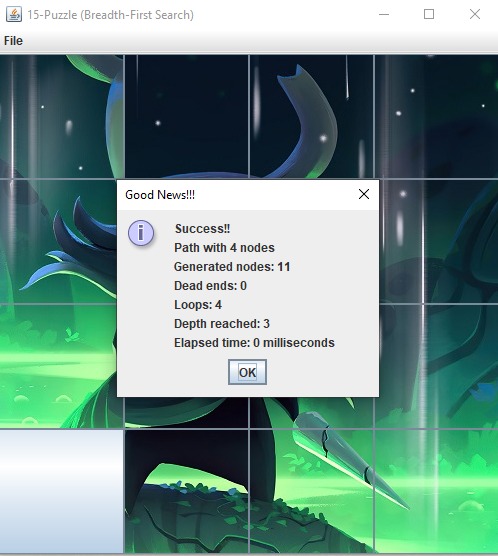 15-Puzzle (Breadth-First Search)
File
Good News!!!
Success!!
Path with 4 nodes
Generated nodes: 11
Dead ends: 0
Loops: 4
Depth reached: 3
Elapsed time: 0 milliseconds
OK